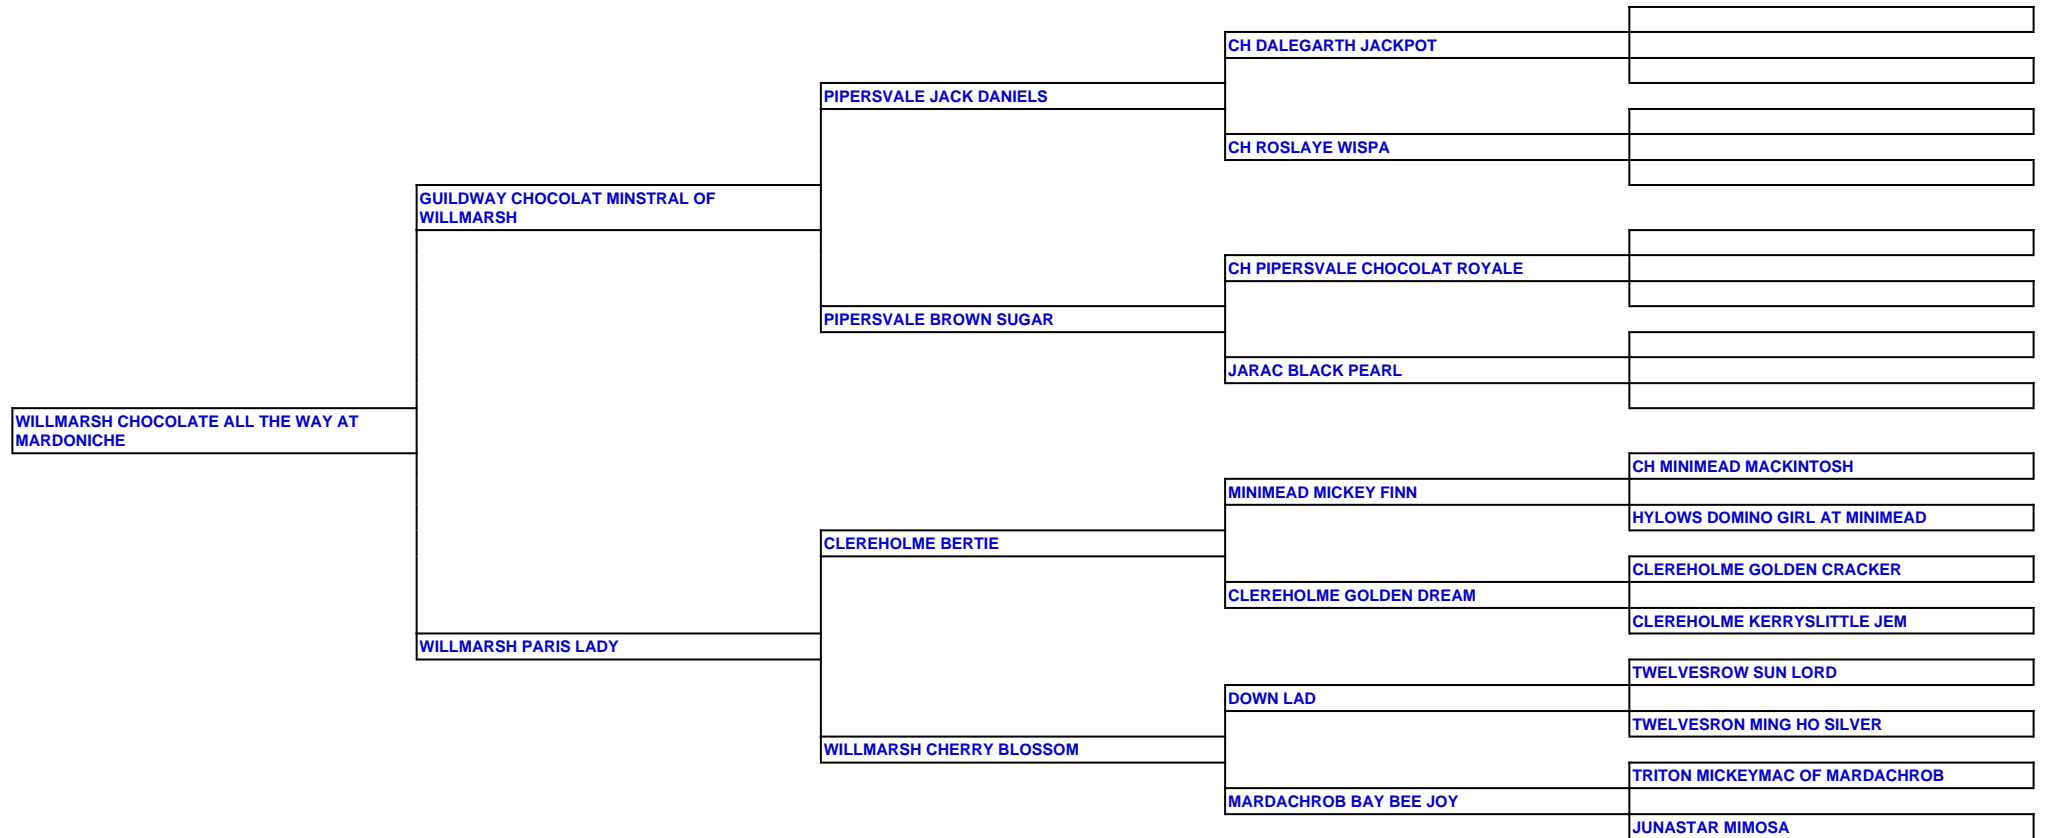 CH DALEGARTH JACKPOT
PIPERSVALE JACK DANIELS
CH ROSLAYE WISPA
GUILDWAY CHOCOLAT MINSTRAL OF
WILLMARSH
CH PIPERSVALE CHOCOLAT ROYALE
PIPERSVALE BROWN SUGAR
JARAC BLACK PEARL
WILLMARSH CHOCOLATE ALL THE WAY AT
MARDONICHE
CH MINIMEAD MACKINTOSH
MINIMEAD MICKEY FINN
HYLOWS DOMINO GIRL AT MINIMEAD
CLEREHOLME BERTIE
CLEREHOLME GOLDEN CRACKER
CLEREHOLME GOLDEN DREAM
CLEREHOLME KERRYSLITTLE JEM
WILLMARSH PARIS LADY
TWELVESROW SUN LORD
DOWN LAD
TWELVESRON MING HO SILVER
WILLMARSH CHERRY BLOSSOM
TRITON MICKEYMAC OF MARDACHROB
MARDACHROB BAY BEE JOY
JUNASTAR MIMOSA